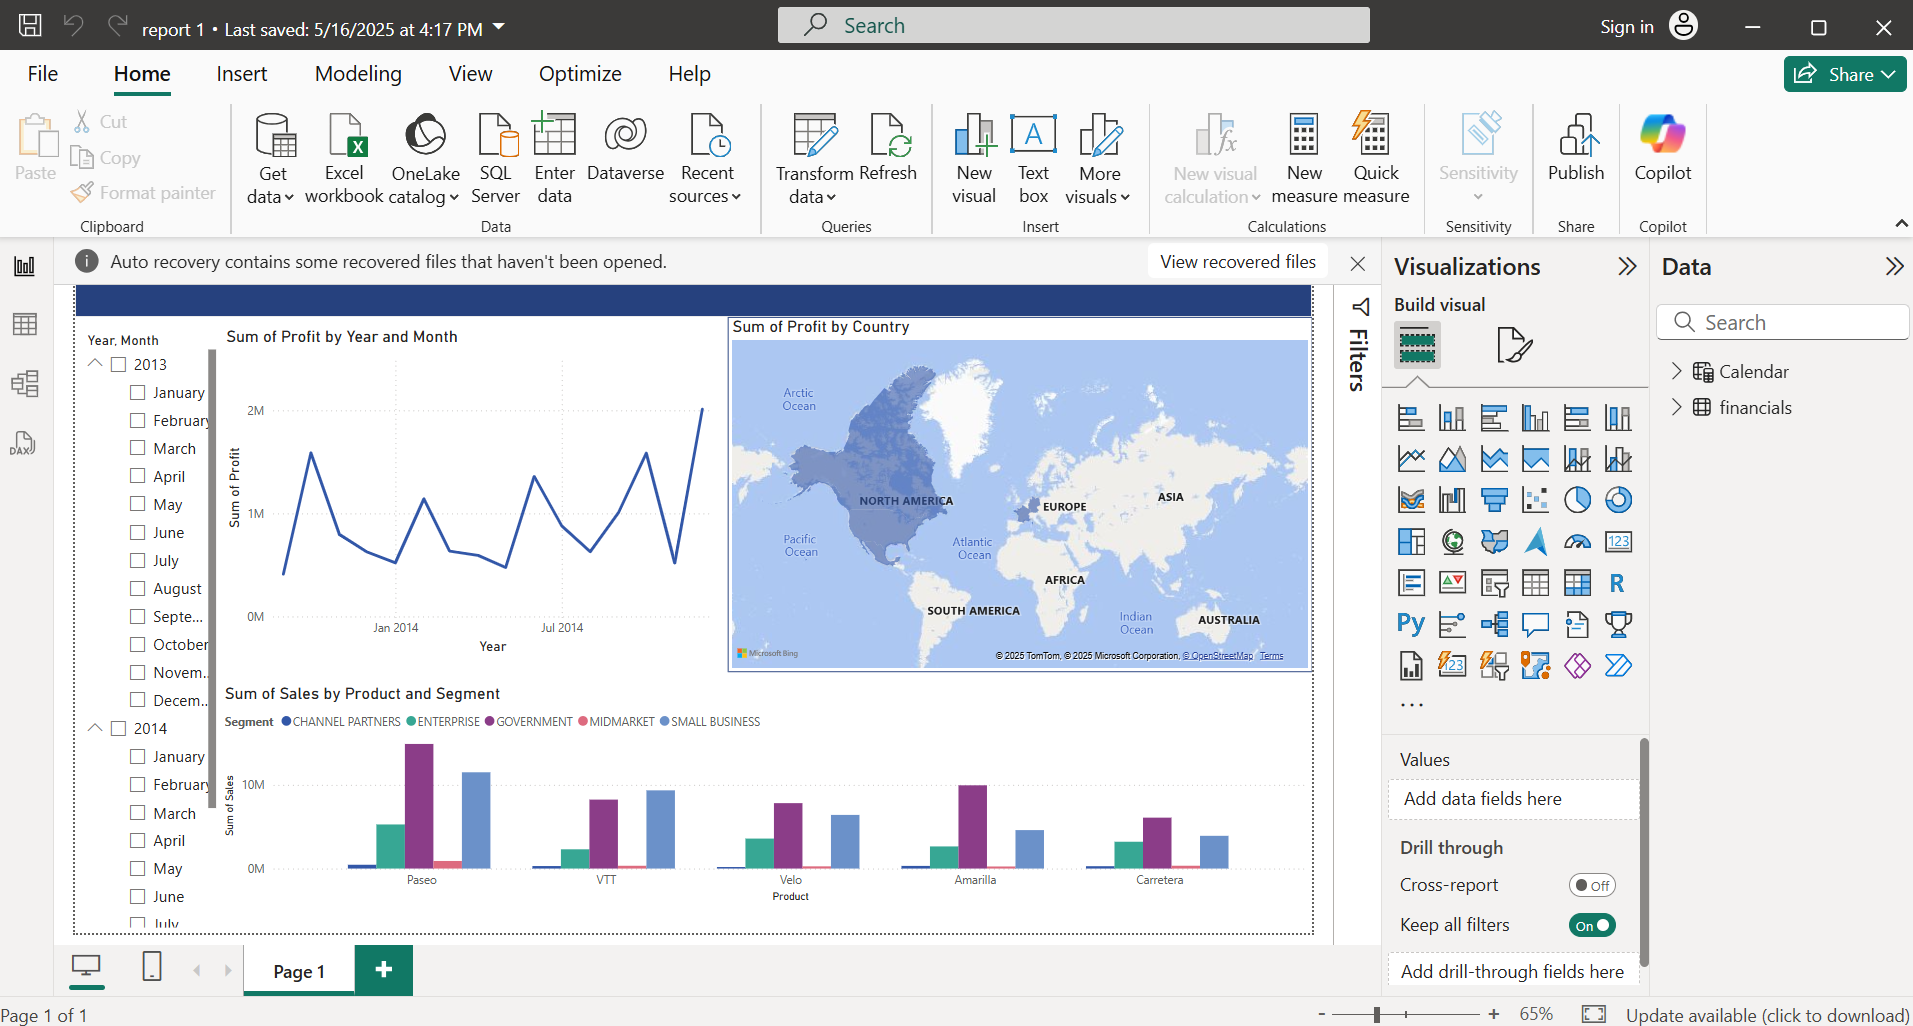 report 1 • Last saved: 5/16/2025 at 4:17 PM
Search
Sign in
File
Home
Insert
Modeling
View
Optimize
Help
Share
Paste
Cut
Copy
Format painter
Clipboard
Get data
Excel workbook
OneLake catalog
SQL Server
Enter data
Dataverse
Recent sources
Data
Transform data
Refresh
Queries
New visual
Text box
More visuals
Insert
New visual calculation
New measure
Quick measure
Calculations
Sensitivity
Sensitivity
Publish
Share
Copilot
Copilot
Auto recovery contains some recovered files that haven't been opened.
View recovered files
Year, Month
2013
January
February
March
April
May
June
July
August
Septe...
October
Novem...
Decem...
2014
January
February
March
April
May
June
July
Sum of Profit by Year and Month
Sum of Profit
2M
1M
0M
Jan 2014
Jul 2014
Year
Sum of Profit by Country
Arctic Ocean
NORTH AMERICA
EUROPE
ASIA
Pacific Ocean
Atlantic Ocean
AFRICA
SOUTH AMERICA
Indian Ocean
AUSTRALIA
Microsoft Bing
© 2025 TomTom, © 2025 Microsoft Corporation, © OpenStreetMap Terms
Sum of Sales by Product and Segment
Segment CHANNEL PARTNERS ENTERPRISE GOVERNMENT MIDMARKET SMALL BUSINESS
Sum of Sales
10M
0M
Paseo
VTT
Velo
Amarilla
Carretera
Product
Filters
Visualizations
Build visual
123
R
Py
123
Values
Add data fields here
Drill through
Cross-report
Off
Keep all filters
On
Add drill-through fields here
Data
Search
Calendar
financials
DAX
Page 1
Page 1 of 1
- + 65%
Update available (click to download)